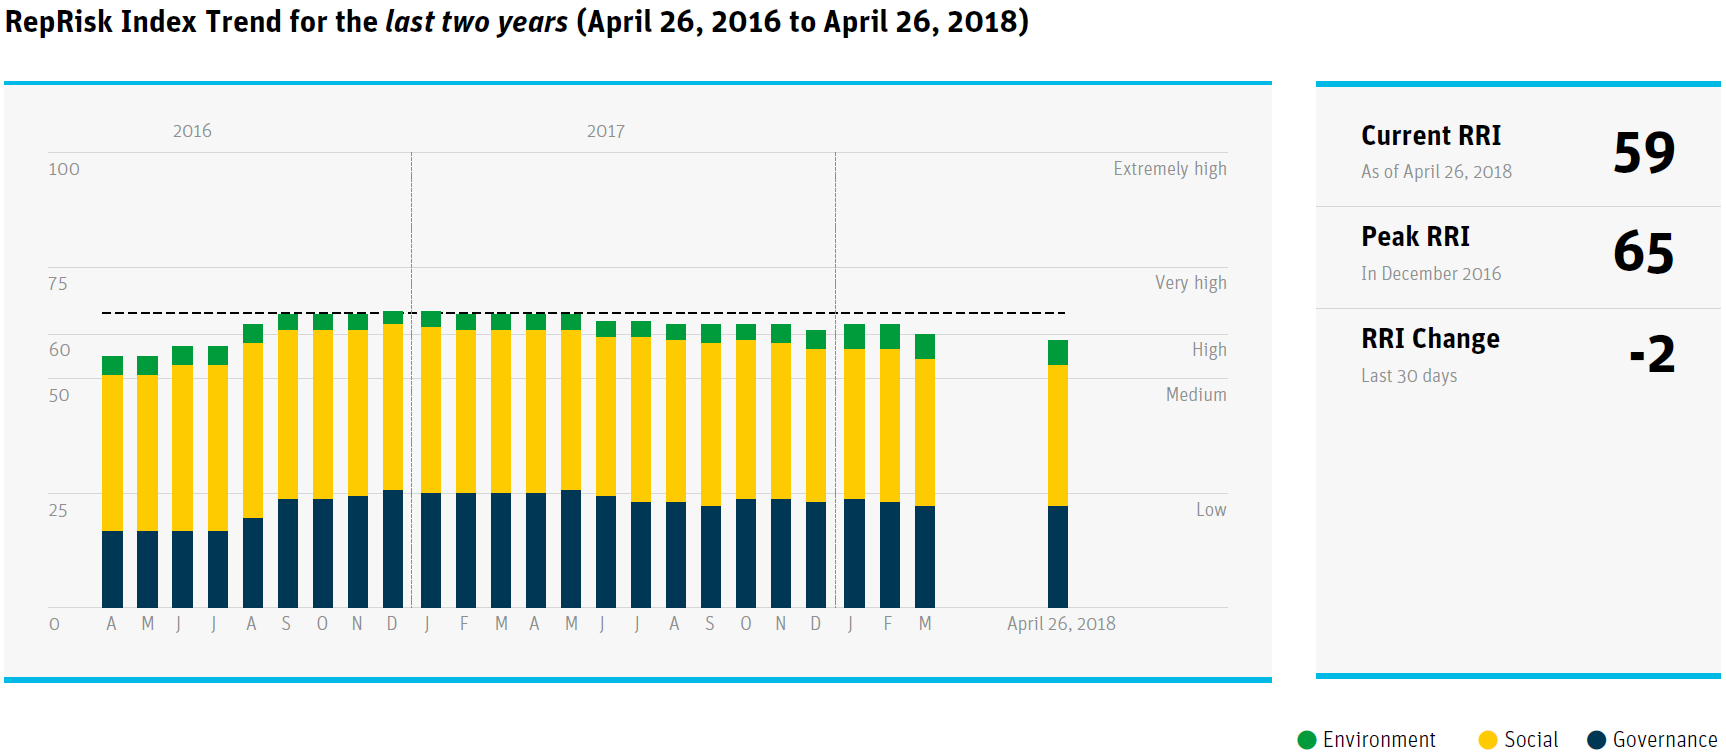 RepRisk Index Trend for the last two years (April 26, 2016 to April 26, 2018)
2016 2017
100 Extremely high
75 Very high
60 High
50 Medium
25 Low
0 A M J J A S O N D J F M A M J J A S O N D J F M April 26, 2018
Current RRI 59
As of April 26, 2018
Peak RRI 65
In December 2016
RRI Change -2
Last 30 days
Environment Social Governance